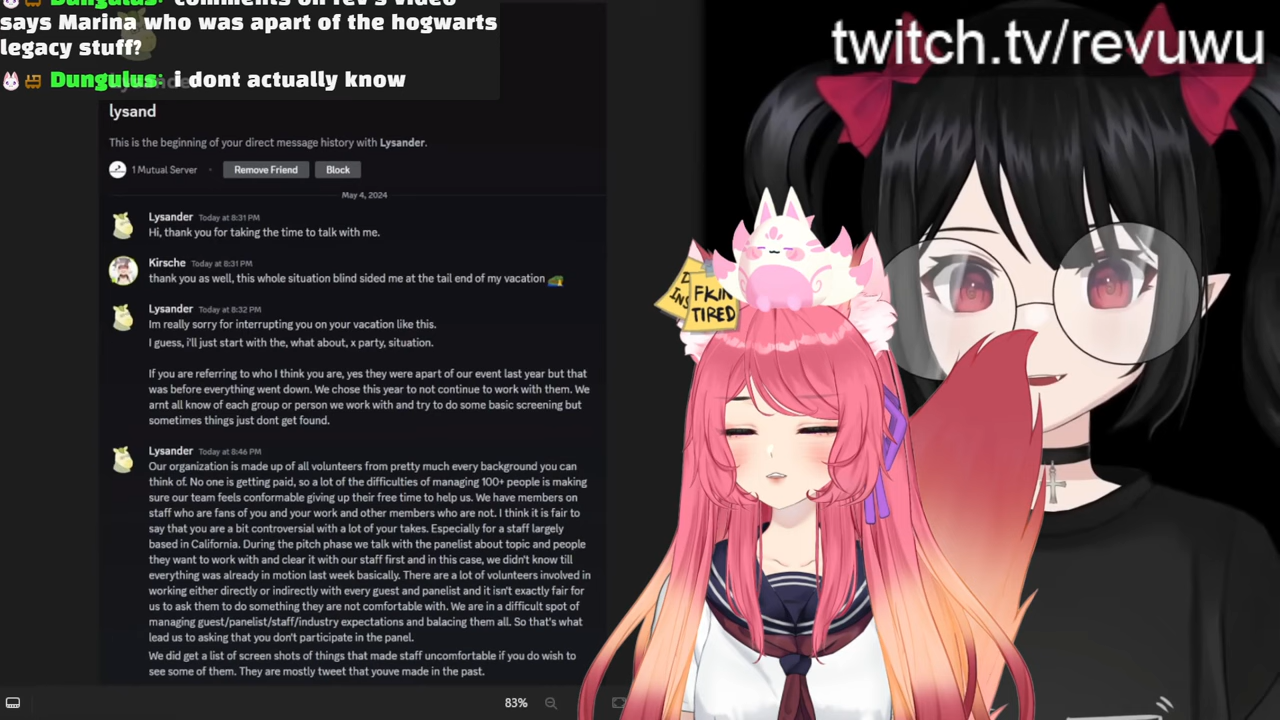 Dungulus: comments on rev's video
says Marina who was apart of the hogwarts
legacy stuff?
Dungulus: i dont actually know
twitch.tv/revuwu
lysand
This is the beginning of your direct message history with Lysander.
1 Mutual Server
Remove Friend
Block
May 4, 2024
Lysander Today at 8:31 PM
Hi, thank you for taking the time to talk with me.
Kirsche Today at 8:31 PM
thank you as well, this whole situation blind sided me at the tail end of my vacation
Lysander Today at 8:32 PM
Im really sorry for interrupting you on your vacation like this.
I guess, i'll just start with the, what about, x party, situation.
If you are referring to who I think you are, yes they were apart of our event last year but that
was before everything went down. We chose this year to not continue to work with them. We
arnt all know of each group or person we work with and try to do some basic screening but
sometimes things just dont get found.
Lysander Today at 8:46 PM
Our organization is made up of all volunteers from pretty much every background you can
think of. No one is getting paid, so a lot of the difficulties of managing 100+ people is making
sure our team feels conformable giving up their free time to help us. We have members on
staff who are fans of you and your work and other members who are not. I think it is fair to
say that you are a bit controversial with a lot of your takes. Especially for a staff largely
based in California. During the pitch phase we talk with the panelist about topic and people
they want to work with and clear it with our staff first and in this case, we didn't know till
everything was already in motion last week basically. There are a lot of volunteers involved in
working either directly or indirectly with every guest and panelist and it isn't exactly fair for
us to ask them to do something they are not comfortable with. We are in a difficult spot of
managing guest/panelist/staff/industry expectations and balacing them all. So that's what
lead us to asking that you don't participate in the panel.
We did get a list of screen shots of things that made staff uncomfortable if you do wish to
see some of them. They are mostly tweet that youve made in the past.
FKIN
TIRED
83%